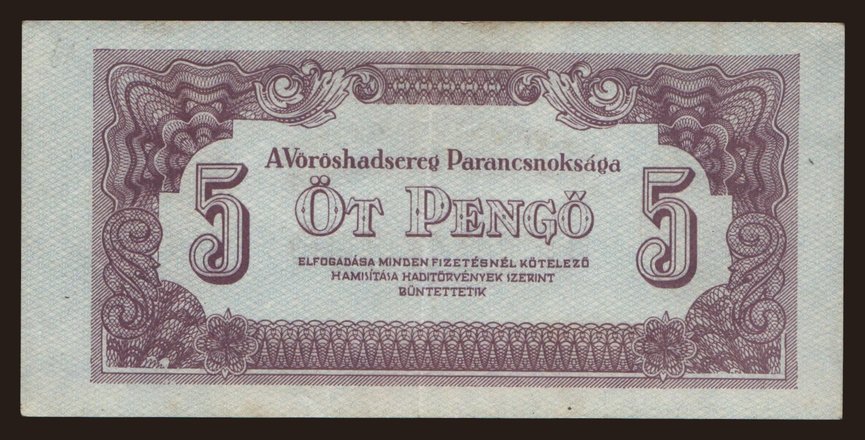 A Vöröshadsereg Parancsnoksága
5 ÖT PENGŐ 5
ELFOGADÁSA MINDEN FIZETÉSNÉL KÖTELEZŐ
HAMISÍTÁSA HADITÖRVÉNYEK SZERINT
BÜNTETTETIK